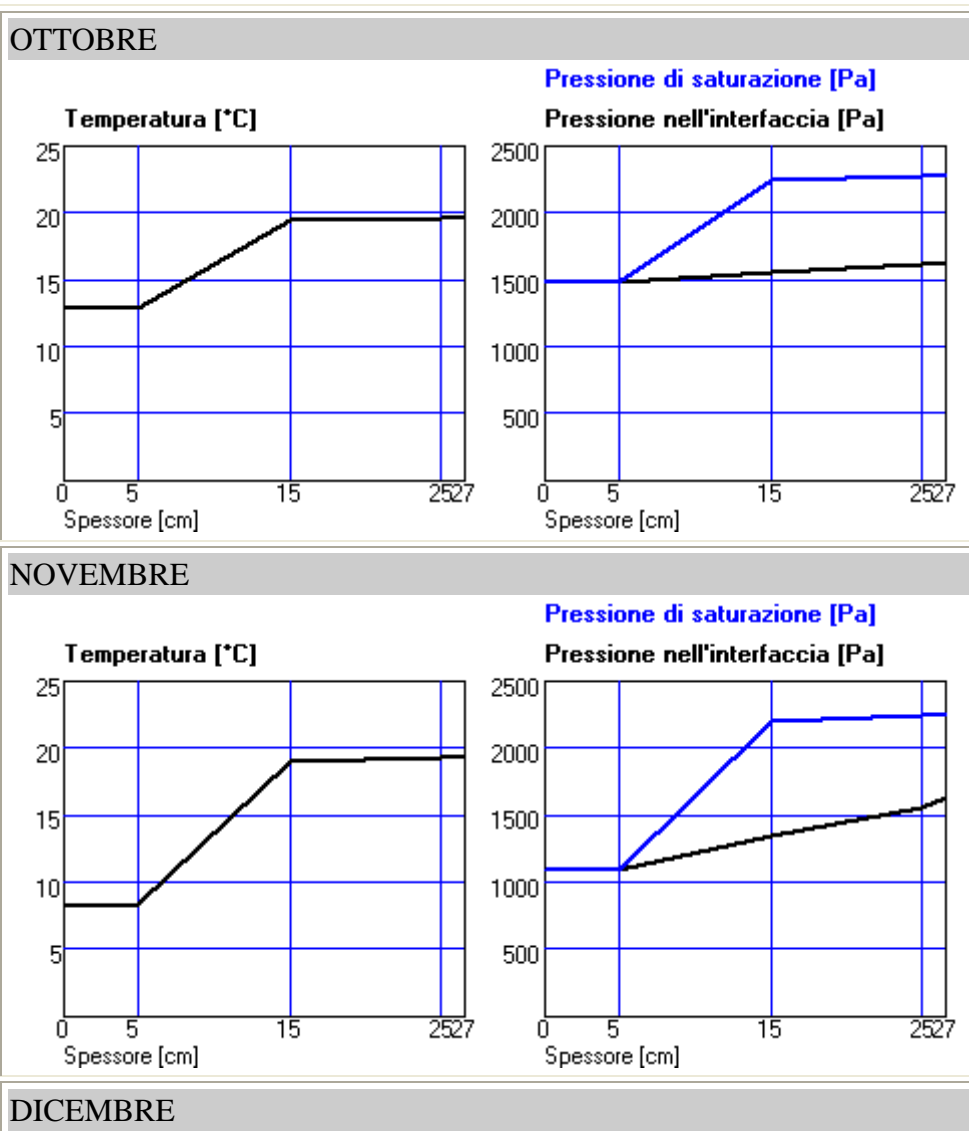 OTTOBRE
Pressione di saturazione [Pa]
Temperatura [°C]
Pressione nell'interfaccia [Pa]
25
20
15
10
5
0 5 15 2527
Spessore [cm]
2500
2000
1500
1000
500
0 5 15 2527
Spessore [cm]
NOVEMBRE
Pressione di saturazione [Pa]
Temperatura [°C]
Pressione nell'interfaccia [Pa]
25
20
15
10
5
0 5 15 2527
Spessore [cm]
2500
2000
1500
1000
500
0 5 15 2527
Spessore [cm]
DICEMBRE